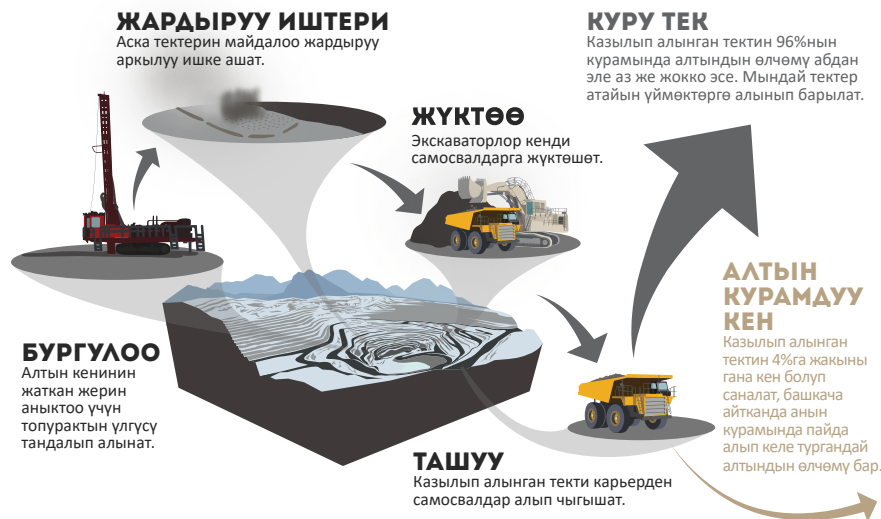 ЖАРДЫРУУ ИШТЕРИ
Аска тектерин майдалоо жардыруу
аркылуу ишке ашат.
КУРУ ТЕК
Казылып алынган тектин 96%нын
курамында алтындын өлчөмү абдан
эле аз же жокко эсе. Мындай тектер
атайын үймөктөргө алынып барылат.
ЖҮКТӨӨ
Экскаваторлор кенди
самосвалдарга жүктөшөт.
БУРГУЛОО
Алтын кенинин
жаткан жерин
аныктоо үчүн
топурактын үлгүсү
тандалып алынат.
АЛТЫН
КУРАМДУУ
КЕН
Казылып алынган
тектин 4%га жакыны
гана кен болуп
саналат, башкача
айтканда анын
курамында пайда
алып келе тургандай
алтындын өлчөмү бар.
ТАШУУ
Казылып алынган текти карьерден
самосвалдар алып чыгышат.